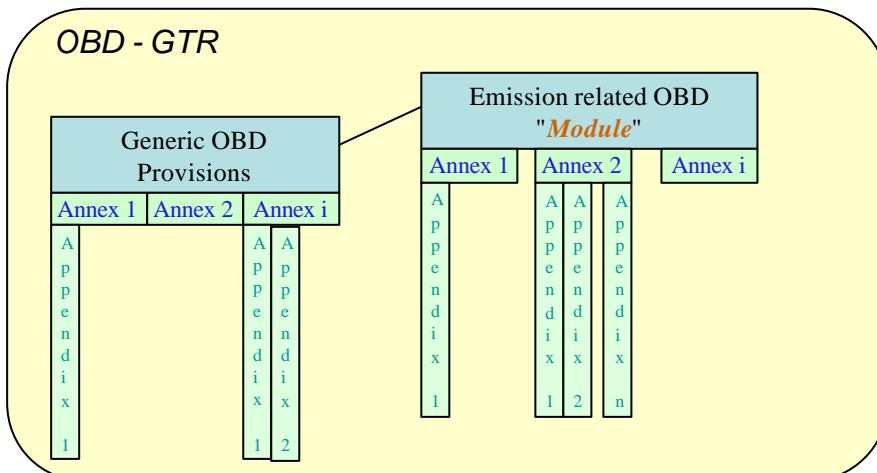 OBD - GTR
Emission related OBD
"Module"
Generic OBD
Provisions
Annex 1
Annex 2
Annex i
Annex 1
Annex 2
Annex i
Appendix 1
Appendix 1
Appendix 2
Appendix 1
Appendix 1
Appendix 2
Appendix n